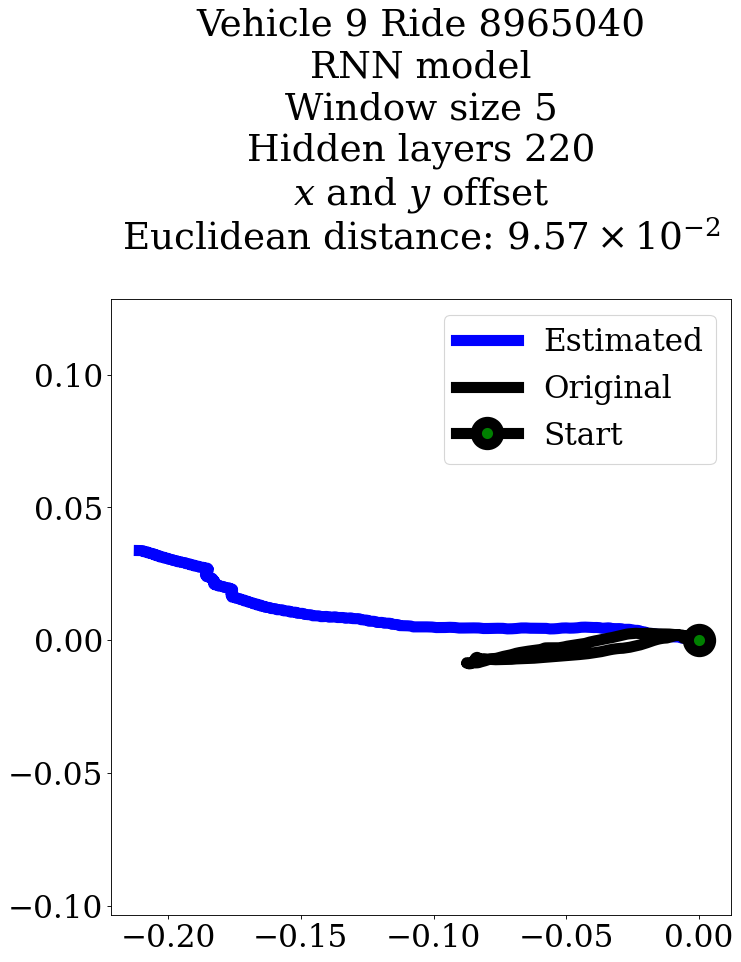 Vehicle 9 Ride 8965040
RNN model
Window size 5
Hidden layers 220
x and y offset
Euclidean distance: 9.57 × 10⁻²
Estimated
Original
Start
0.10
0.05
0.00
−0.05
−0.10
−0.20 −0.15 −0.10 −0.05 0.00